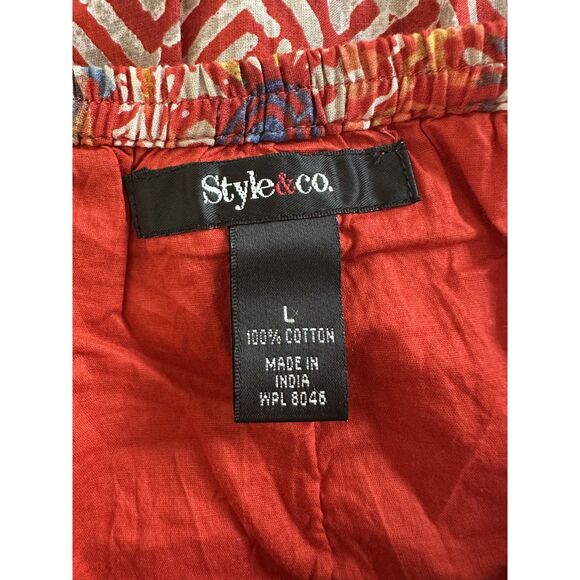 Style&co.
L
100% COTTON
MADE IN
INDIA
WPL 8046